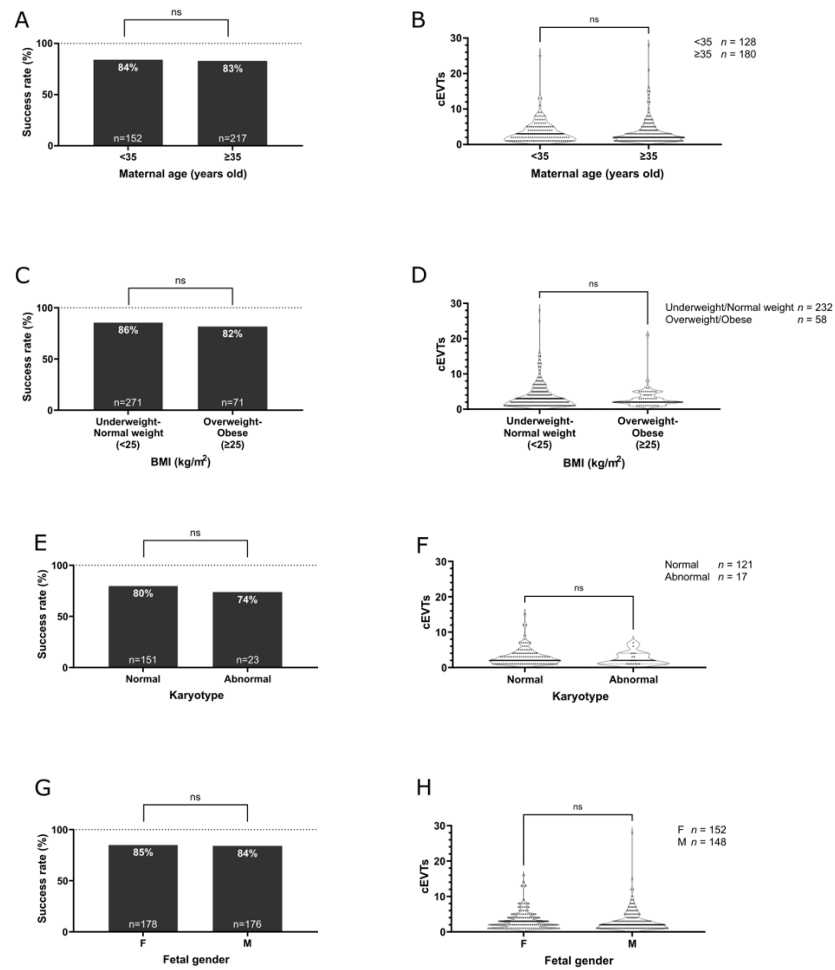 A
ns
100
50
0
Success rate (%)
84%
83%
n=152
n=217
<35
≥35
Maternal age (years old)
B
ns
<35 n = 128
≥35 n = 180
30
20
10
0
cEVTs
<35
≥35
Maternal age (years old)
C
ns
100
50
0
Success rate (%)
86%
82%
n=271
n=71
Underweight-
Normal weight
(<25)
Overweight-
Obese
(≥25)
BMI (kg/m²)
D
ns
Underweight/Normal weight n = 232
Overweight/Obese n = 58
30
20
10
0
cEVTs
Underweight-
Normal weight
(<25)
Overweight-
Obese
(≥25)
BMI (kg/m²)
E
ns
100
50
0
Success rate (%)
80%
74%
n=151
n=23
Normal
Abnormal
Karyotype
F
ns
Normal n = 121
Abnormal n = 17
30
20
10
0
cEVTs
Normal
Abnormal
Karyotype
G
ns
100
50
0
Success rate (%)
85%
84%
n=178
n=176
F
M
Fetal gender
H
ns
F n = 152
M n = 148
30
20
10
0
cEVTs
F
M
Fetal gender